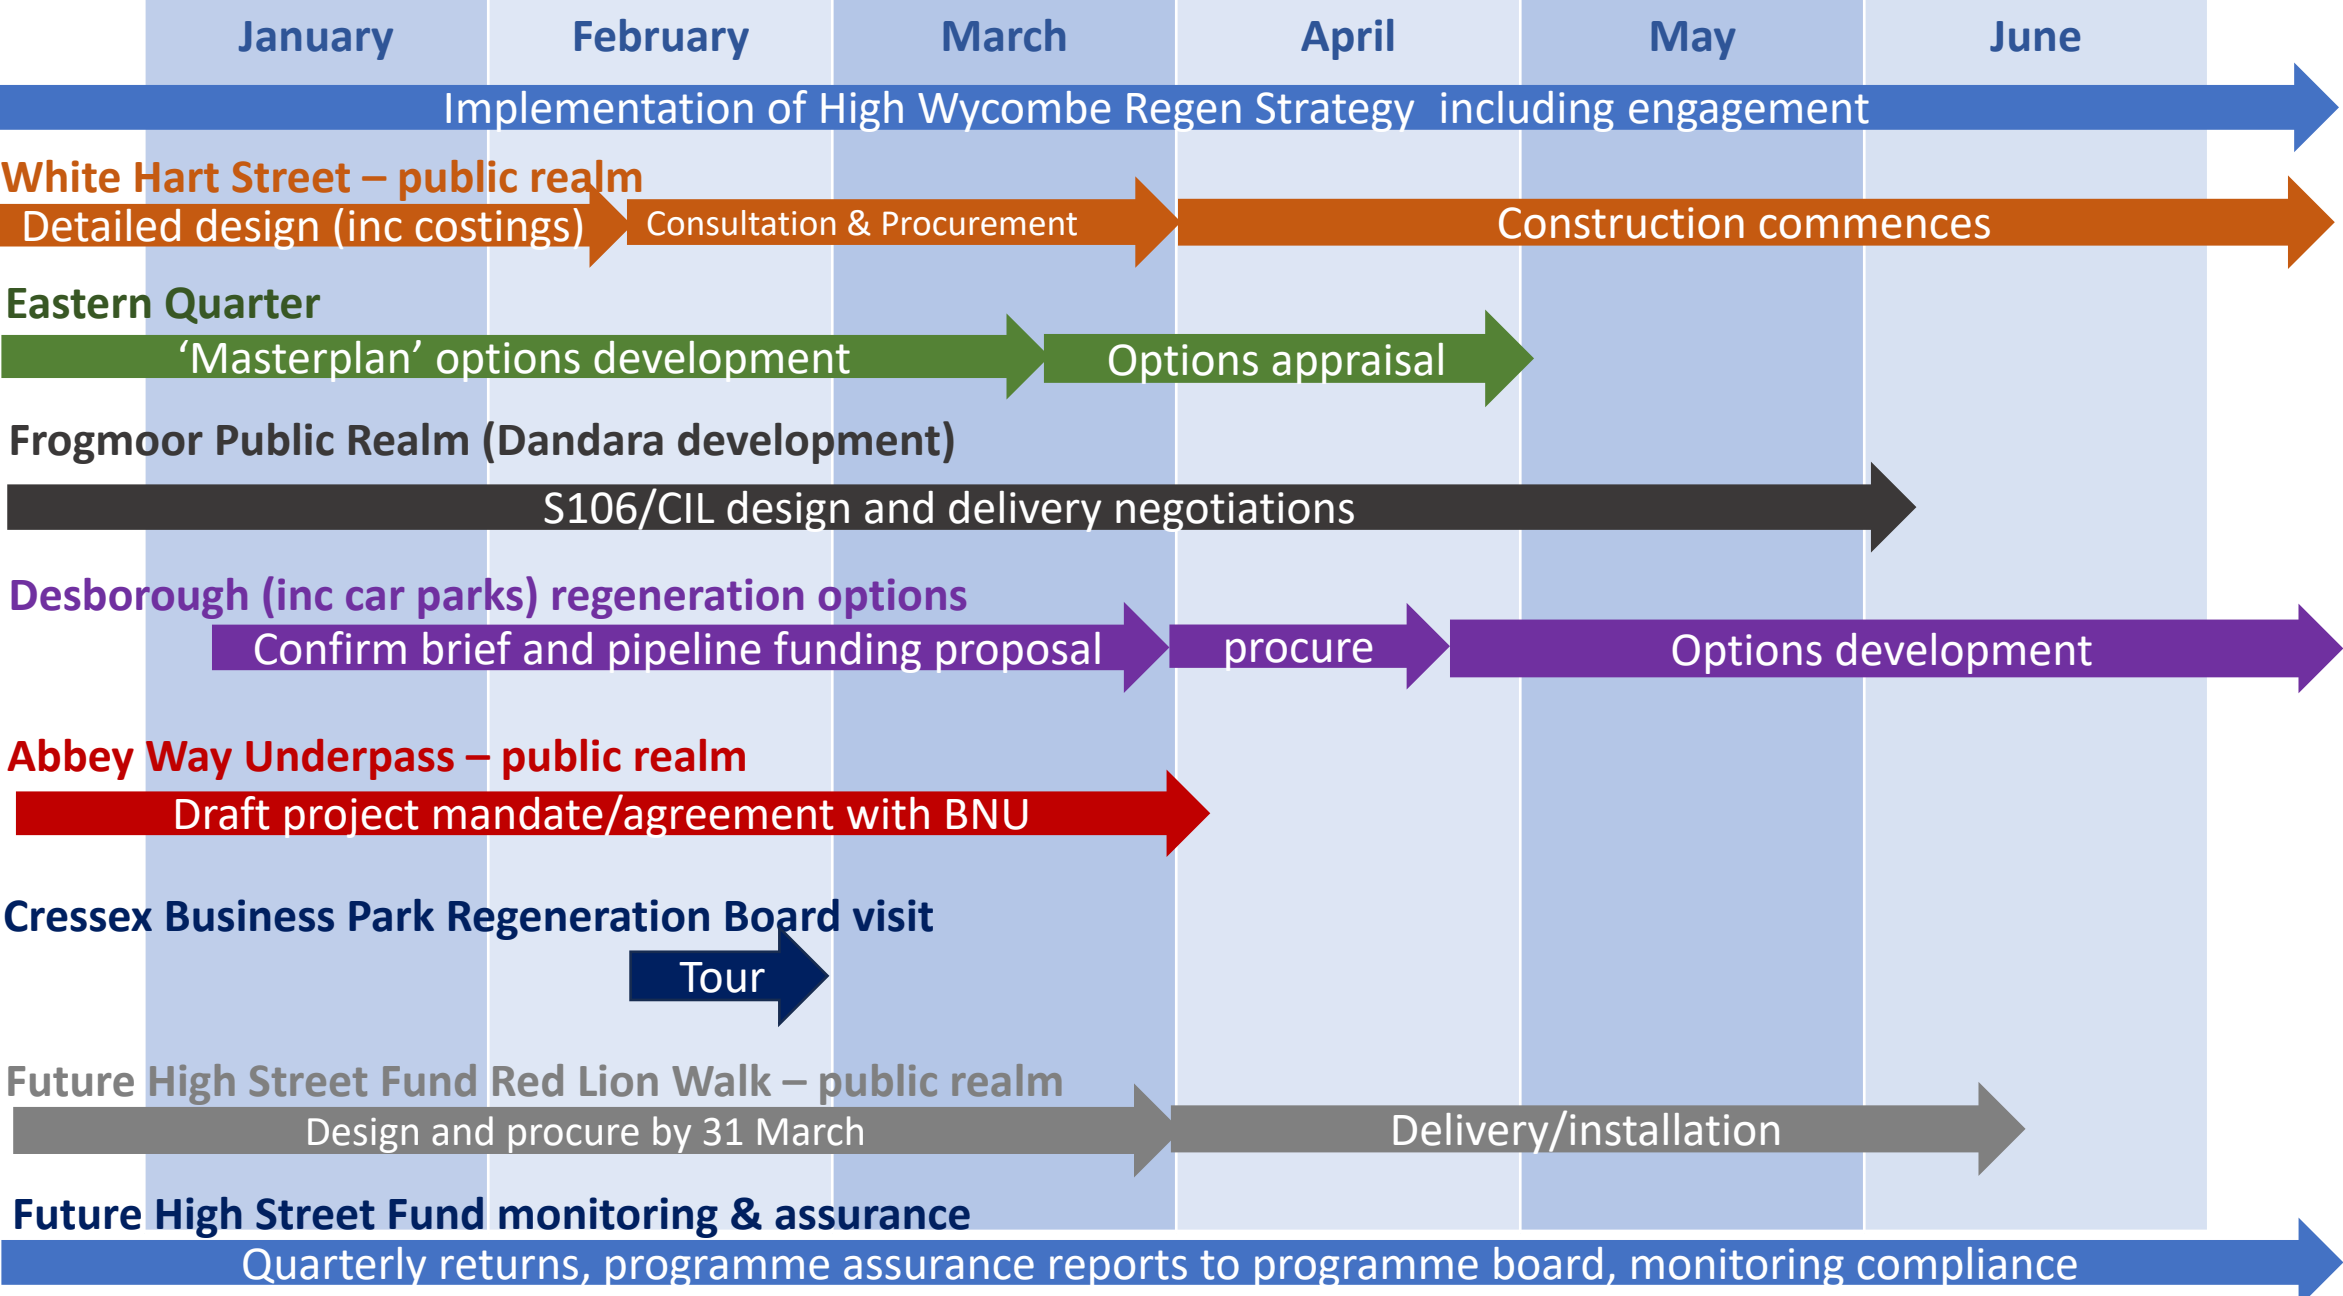 January February March April May June
Implementation of High Wycombe Regen Strategy including engagement
White Hart Street – public realm
Detailed design (inc costings) Consultation & Procurement Construction commences
Eastern Quarter
‘Masterplan’ options development Options appraisal
Frogmoor Public Realm (Dandara development)
S106/CIL design and delivery negotiations
Desborough (inc car parks) regeneration options
Confirm brief and pipeline funding proposal procure Options development
Abbey Way Underpass – public realm
Draft project mandate/agreement with BNU
Cressex Business Park Regeneration Board visit
Tour
Future High Street Fund Red Lion Walk – public realm
Design and procure by 31 March Delivery/installation
Future High Street Fund monitoring & assurance
Quarterly returns, programme assurance reports to programme board, monitoring compliance